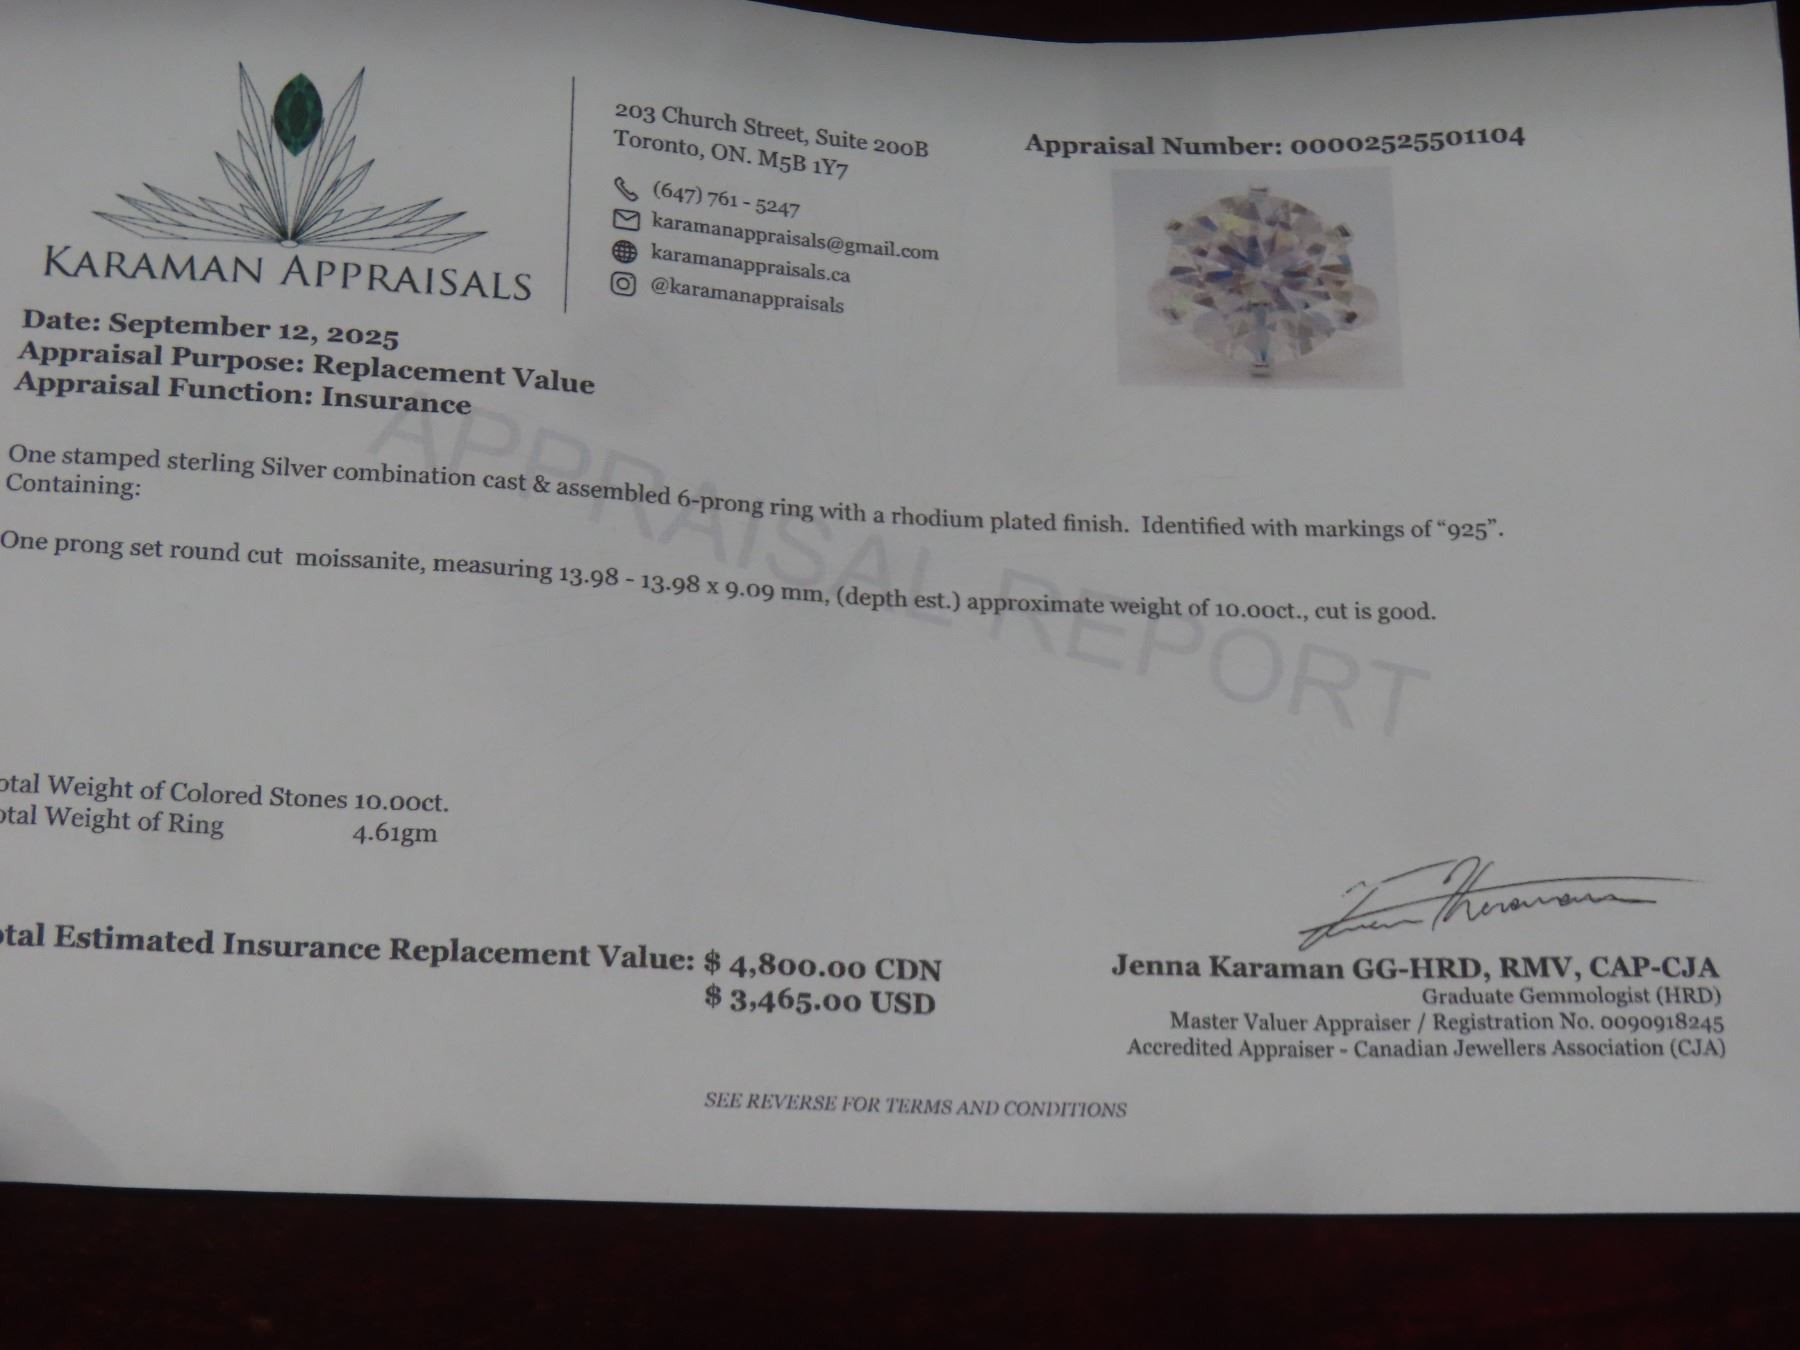 KARAMAN APPRAISALS
203 Church Street, Suite 200B
Toronto, ON. M5B 1Y7
(647) 761 - 5247
karamanappraisals@gmail.com
karamanappraisals.ca
@karamanappraisals
Appraisal Number: 00002525501104
Date: September 12, 2025
Appraisal Purpose: Replacement Value
Appraisal Function: Insurance
APPRAISAL REPORT
One stamped sterling Silver combination cast & assembled 6-prong ring with a rhodium plated finish. Identified with markings of “925”.
Containing:
One prong set round cut moissanite, measuring 13.98 - 13.98 x 9.09 mm, (depth est.) approximate weight of 10.00ct., cut is good.
otal Weight of Colored Stones 10.00ct.
otal Weight of Ring 4.61gm
otal Estimated Insurance Replacement Value: $ 4,800.00 CDN
$ 3,465.00 USD
Jenna Karaman GG-HRD, RMV, CAP-CJA
Graduate Gemmologist (HRD)
Master Valuer Appraiser / Registration No. 0090918245
Accredited Appraiser - Canadian Jewellers Association (CJA)
SEE REVERSE FOR TERMS AND CONDITIONS